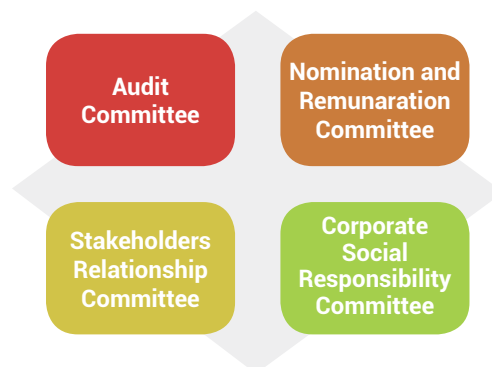 Audit
Committee
Nomination and
Remunaration
Committee
Stakeholders
Relationship
Committee
Corporate
Social
Responsibility
Committee